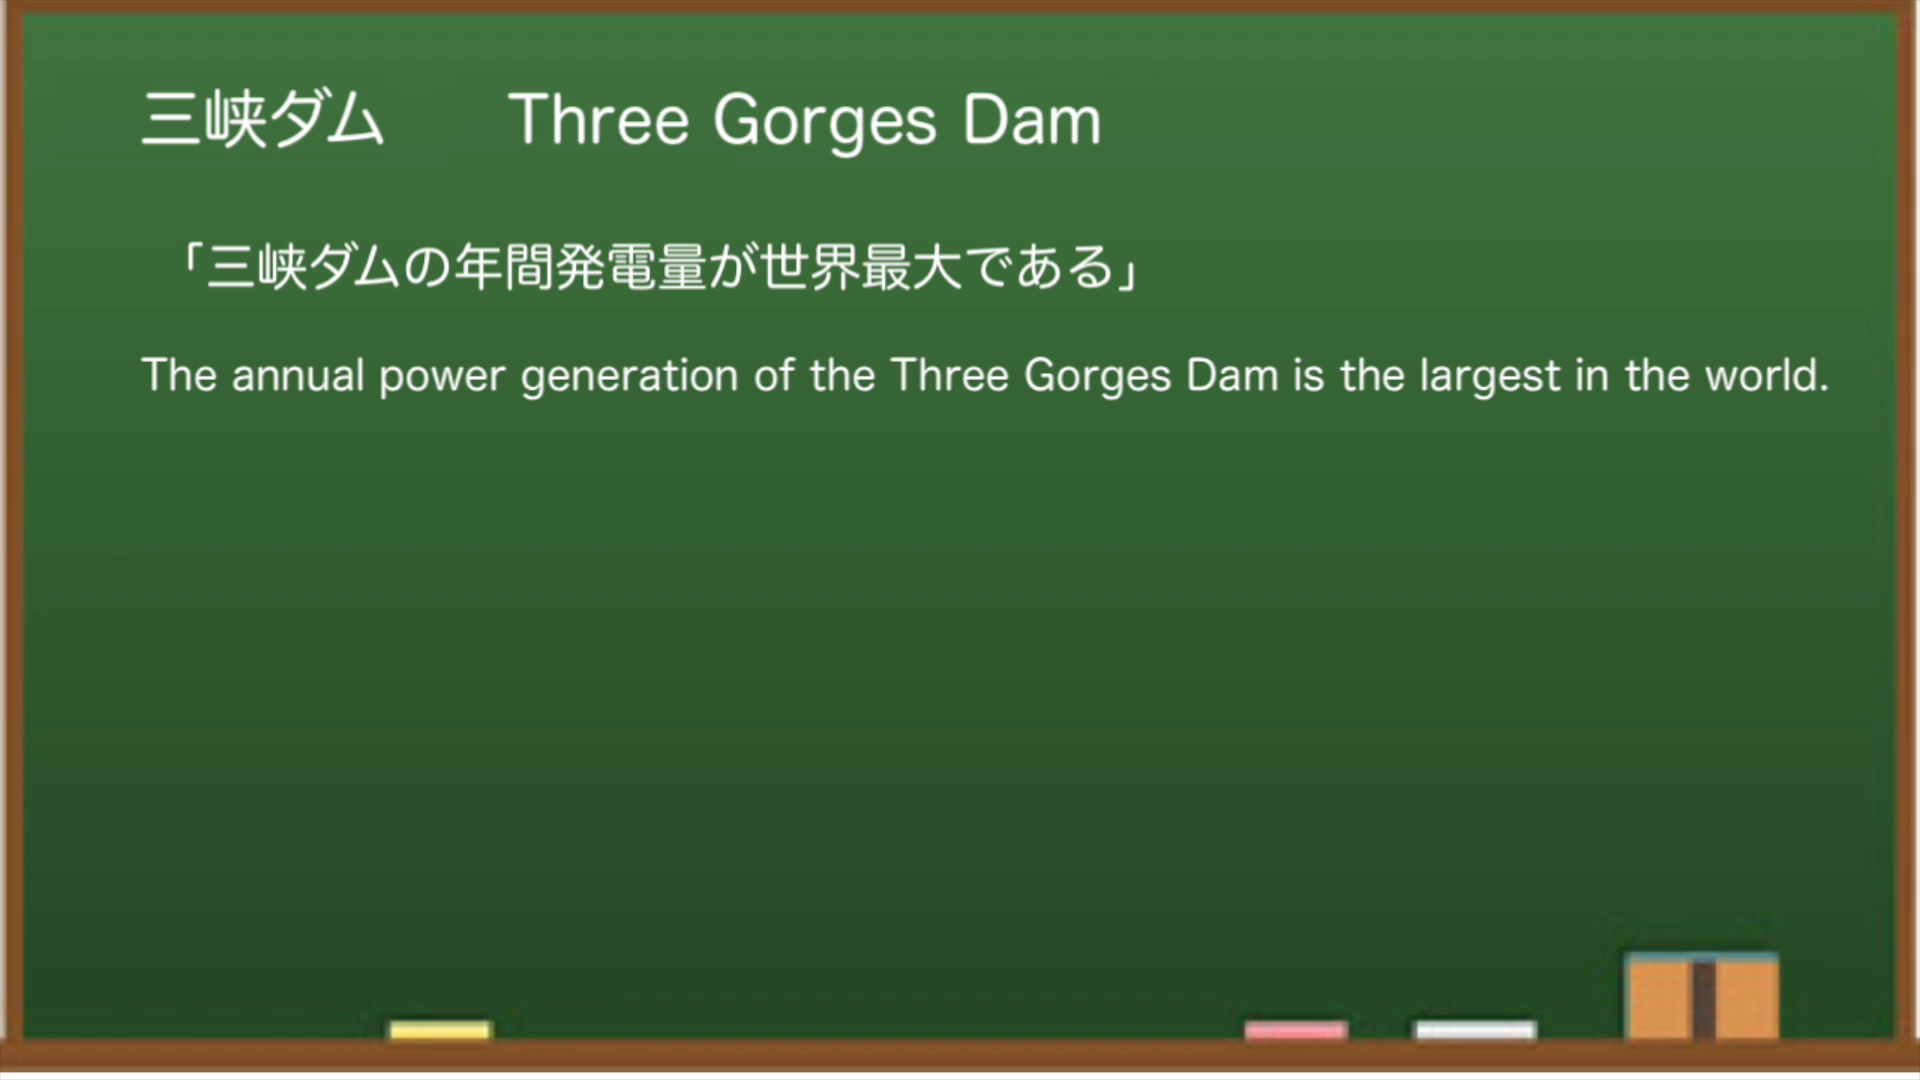 三峡ダム　　Three Gorges Dam
「三峡ダムの年間発電量が世界最大である」
The annual power generation of the Three Gorges Dam is the largest in the world.